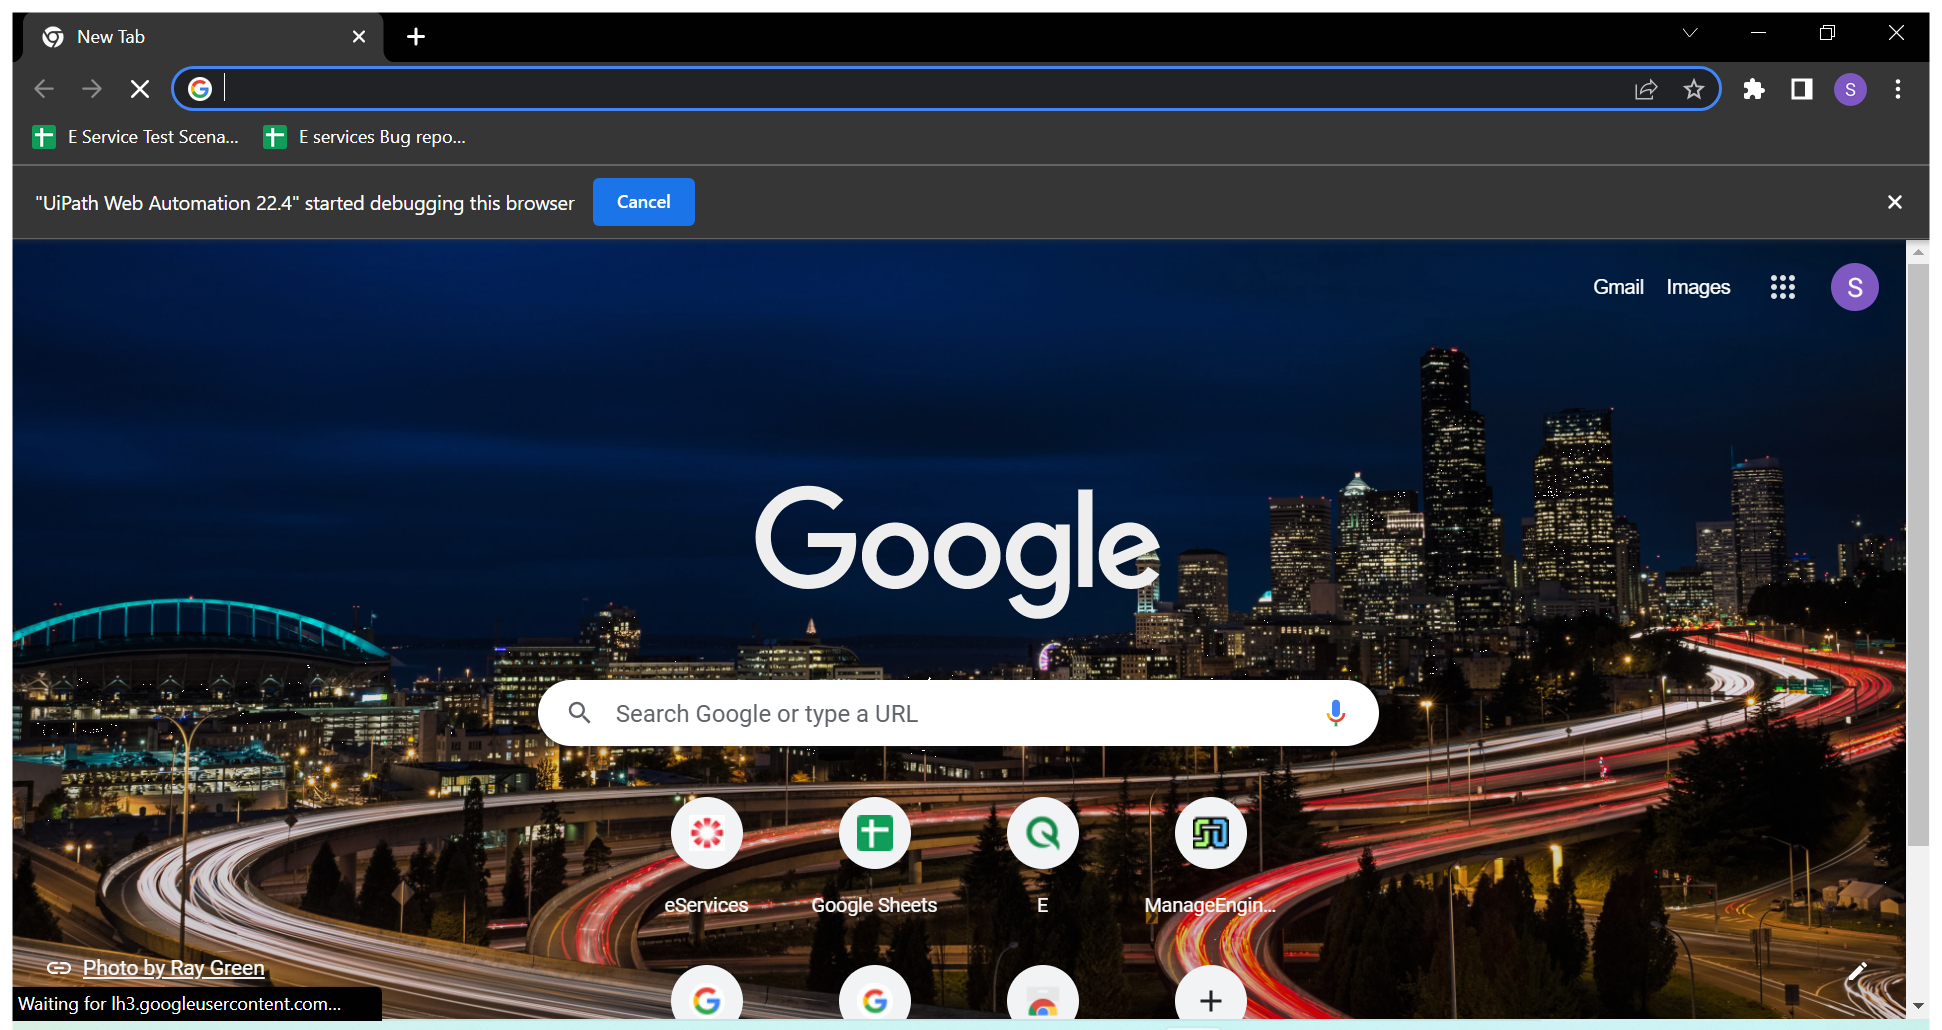 New Tab
E Service Test Scena...
E services Bug repo...
"UiPath Web Automation 22.4" started debugging this browser
Cancel
S
Gmail
Images
S
Google
Search Google or type a URL
eServices
Google Sheets
E
ManageEngin...
Photo by Ray Green
Waiting for lh3.googleusercontent.com...